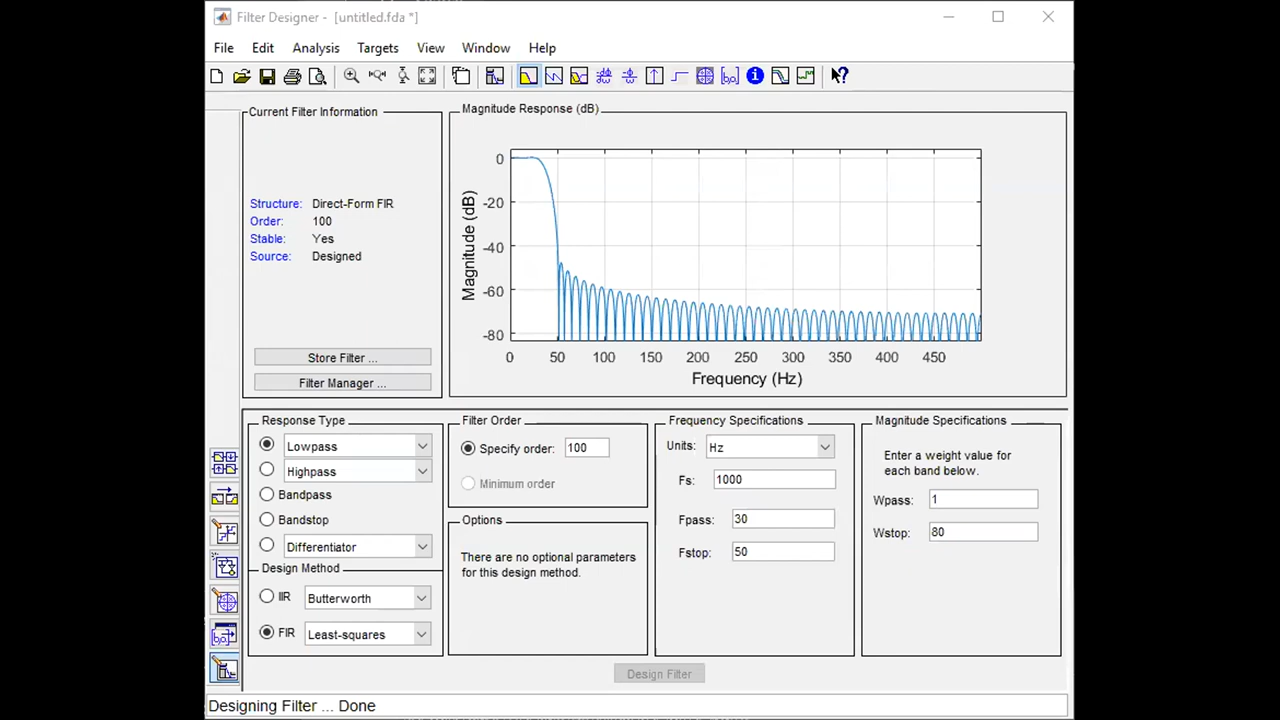 Filter Designer - [untitled.fda *]
File Edit Analysis Targets View Window Help
Current Filter Information
Structure: Direct-Form FIR
Order: 100
Stable: Yes
Source: Designed
Store Filter ...
Filter Manager ...
Magnitude Response (dB)
Magnitude (dB)
0
-20
-40
-60
-80
0 50 100 150 200 250 300 350 400 450
Frequency (Hz)
Response Type
Lowpass
Highpass
Bandpass
Bandstop
Differentiator
Design Method
IIR Butterworth
FIR Least-squares
Filter Order
Specify order: 100
Minimum order
Options
There are no optional parameters
for this design method.
Frequency Specifications
Units: Hz
Fs: 1000
Fpass: 30
Fstop: 50
Magnitude Specifications
Enter a weight value for
each band below.
Wpass: 1
Wstop: 80
Design Filter
Designing Filter ... Done